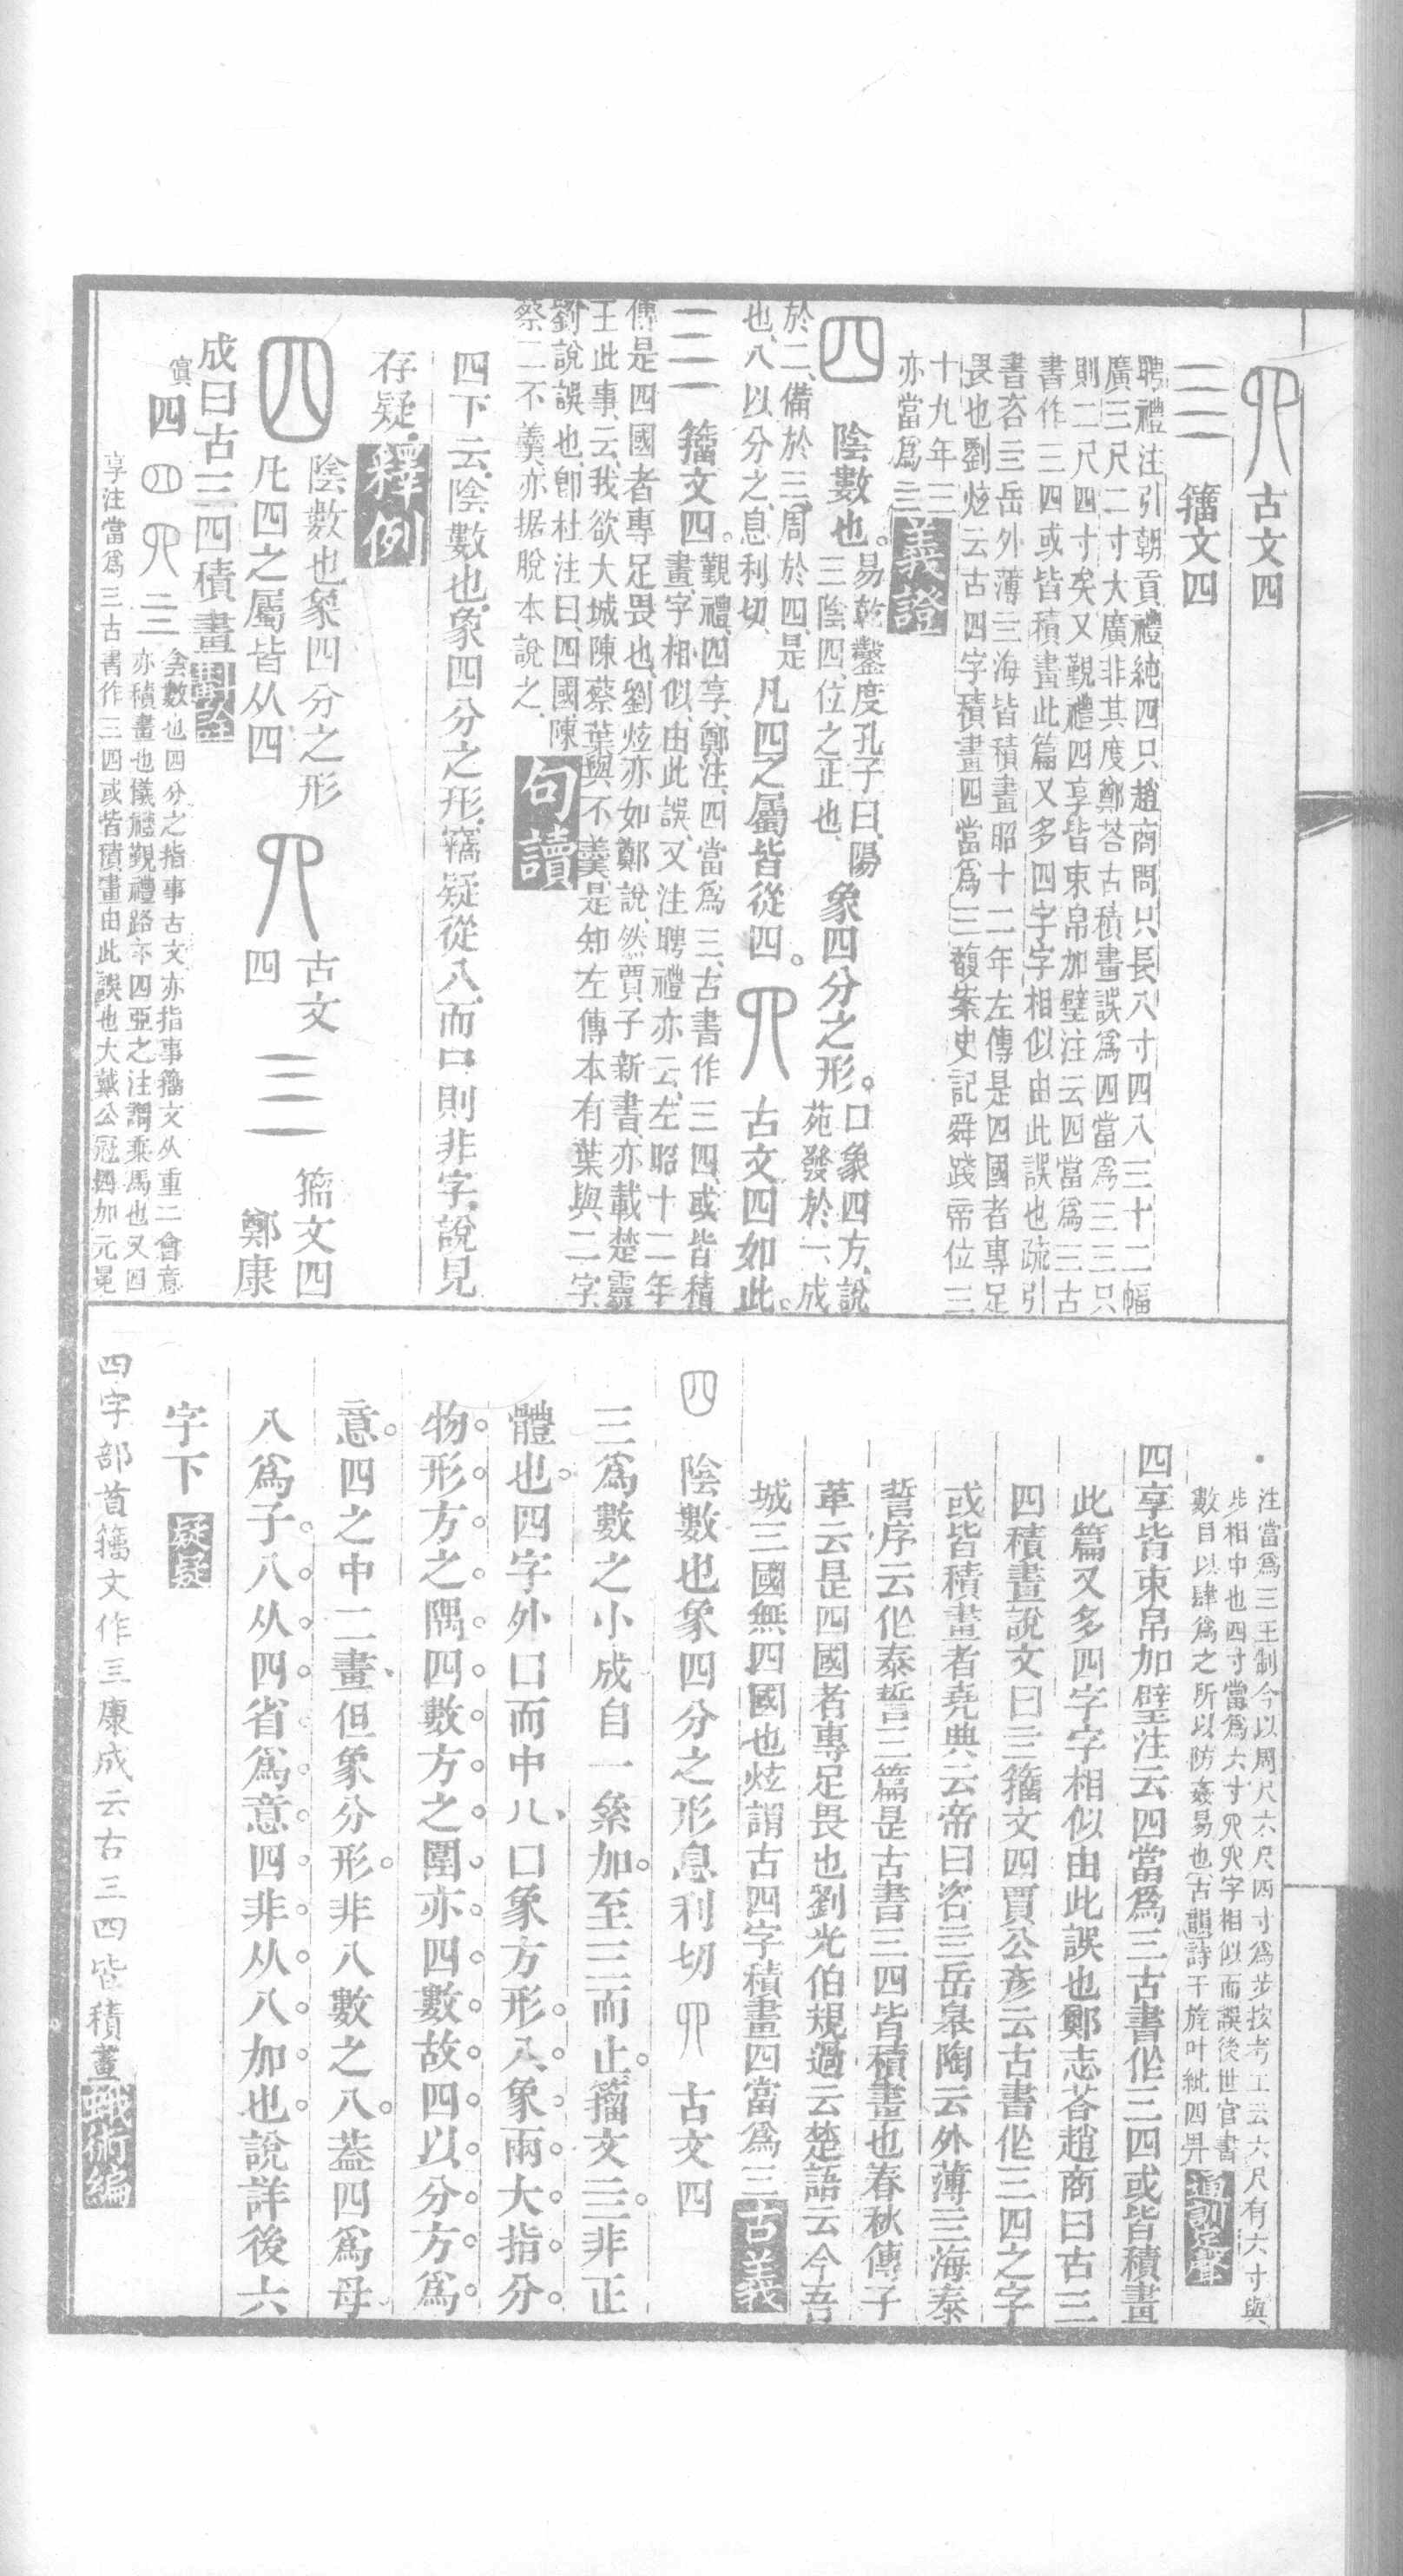 古文四
亖 籒文四
聘禮注引朝貢禮純四只趙商問只長八寸四八三十二幅
廣三尺二寸大廣非其度鄭荅古積畫誤爲四當爲三三只
則二尺四寸矣又覲禮四享皆束帛加璧注云四當爲三古
書作三四或皆積畫此篇又多四字字相似由此誤也疏引
書咨亖岳外薄亖海皆積畫昭十二年左傳是四國者專足
畏也劉炫云古四字積畫四當爲三馥案史記舜踐帝位三
十九年三
亦當爲亖義證
四 陰數也。易乾鑿度孔子曰、陽
三陰四、位之正也、象四分之形。口象四方、說
苑發於一、成
於二、備於三、周於四、是
也、八以分之、息利切、凡四之屬皆從四。 古文四如此。
亖 籒文四。覲禮、四享、鄭注、四當爲三、古書作三四、或皆積
畫、字相似、由此誤、又注聘禮亦云、左昭十二年
傳是四國者專足畏也、劉炫亦如鄭說、然賈子新書、亦載楚靈
王此事、云、我欲大城陳蔡葉與不羹、是知左傳本有葉與二字、
劉說誤也、卽杜注曰、四國、陳
蔡二不羹、亦据脫本說之、句讀
四下云、陰數也、象四分之形、竊疑從八、而口則非字、說見
存疑、釋例
四 陰數也象四分之形
凡四之屬皆从四 古文
四 亖 籒文四 鄭康
成曰古三四積畫斠詮
四 亖 侌數也四分之指事古文亦指事籒文从重二會意
亦積畫也儀禮覲禮路下四亞之注謂乘馬也又四
享注當爲三古書作三四或皆積畫由此誤也大戴公冠四加元冕
注當爲三王制今以周尺六尺四寸爲步按考工云六尺有六寸與
步相中也四寸當爲六寸 字相似而誤後世官書
數目以肆爲之所以防姦易也古韻詩干旄叶紕四畀通訓定聲
四享皆束帛加璧注云四當爲三古書作三四或皆積畫
此篇又多四字字相似由此誤也鄭志荅趙商曰古三
四積畫說文曰亖籒文四賈公彥云古書作三四之字
或皆積畫者堯典云帝曰咨亖岳皋陶云外薄亖海泰
誓序云作泰誓三篇是古書三四皆積畫也春秋傳子
革云是四國者專足畏也劉光伯規過云楚語云今吾
城三國無四國也炫謂古四字積畫四當爲三古義
四 陰數也象四分之形息利切 古文四
三爲數之小成自一絫加。至三而止。籒文亖。非正
體也。四字外口而中八、口象方形。八。象。兩。大。指。分。
物。形。方。之。隅。四。數。方。之。圍。亦。四。數。故。四。以。分。方。爲。
意。四之中二畫、但象分形。非八數之八。葢四爲母
八爲子。八。从。四。省。爲。意。四。非。从。八。加。也。說詳後六
字下 疑疑
四字部首籒文作亖康成云古三四皆積畫蛾術編